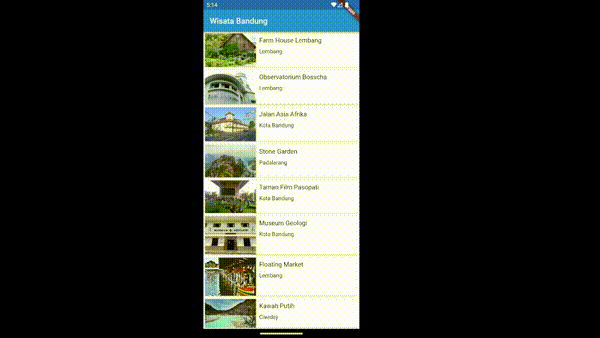 5:14
Wisata Bandung
Farm House Lembang
Lembang
Observatorium Bosscha
Lembang
Jalan Asia Afrika
Kota Bandung
Stone Garden
Padalarang
Taman Film Pasopati
Kota Bandung
Museum Geologi
Kota Bandung
Floating Market
Lembang
Kawah Putih
Ciwidey